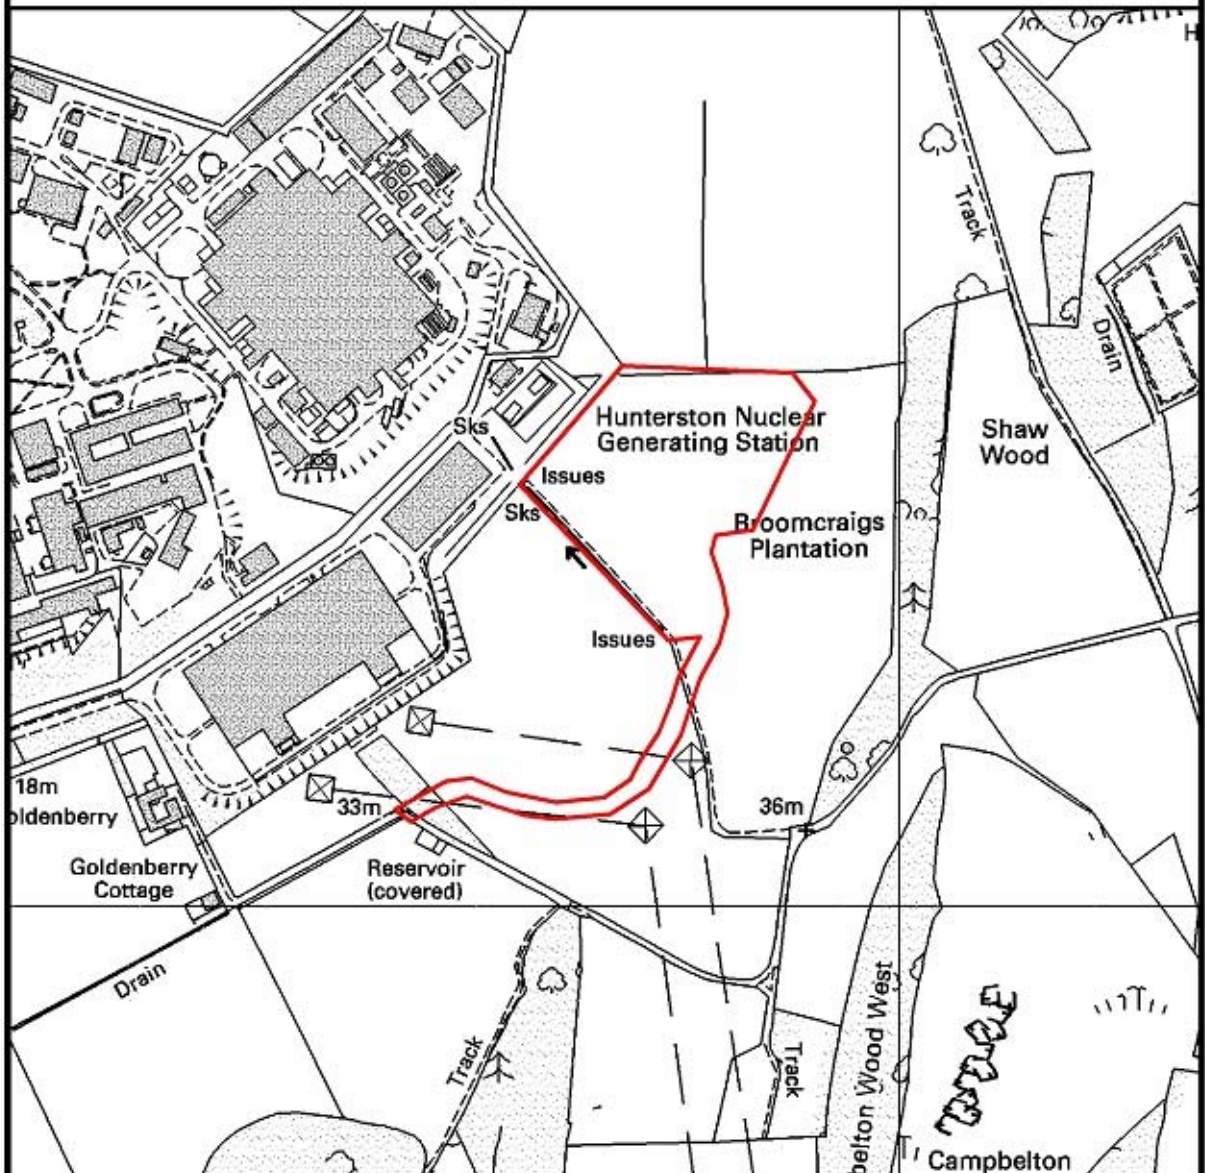 H
Track
Drain
Hunterston Nuclear
Generating Station
Shaw
Wood
Sks
Issues
Sks
Broomcraigs
Plantation
Issues
18m
oldenberry
33m
36m
Goldenberry
Cottage
Reservoir
(covered)
Drain
Track
Track
belton Wood West
Campbelton